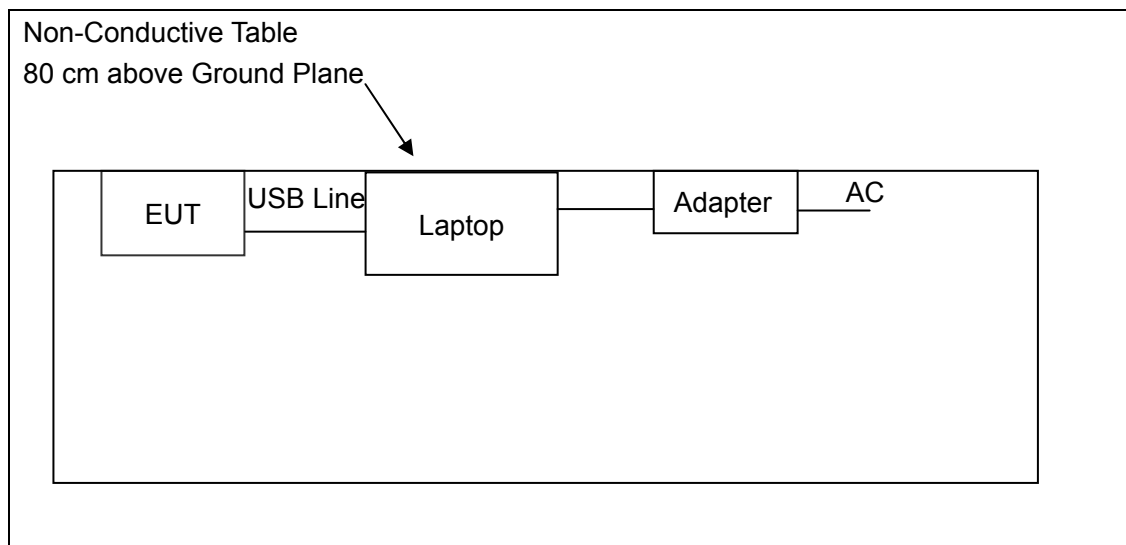 Non-Conductive Table
80 cm above Ground Plane
EUT
USB Line
Laptop
Adapter
AC